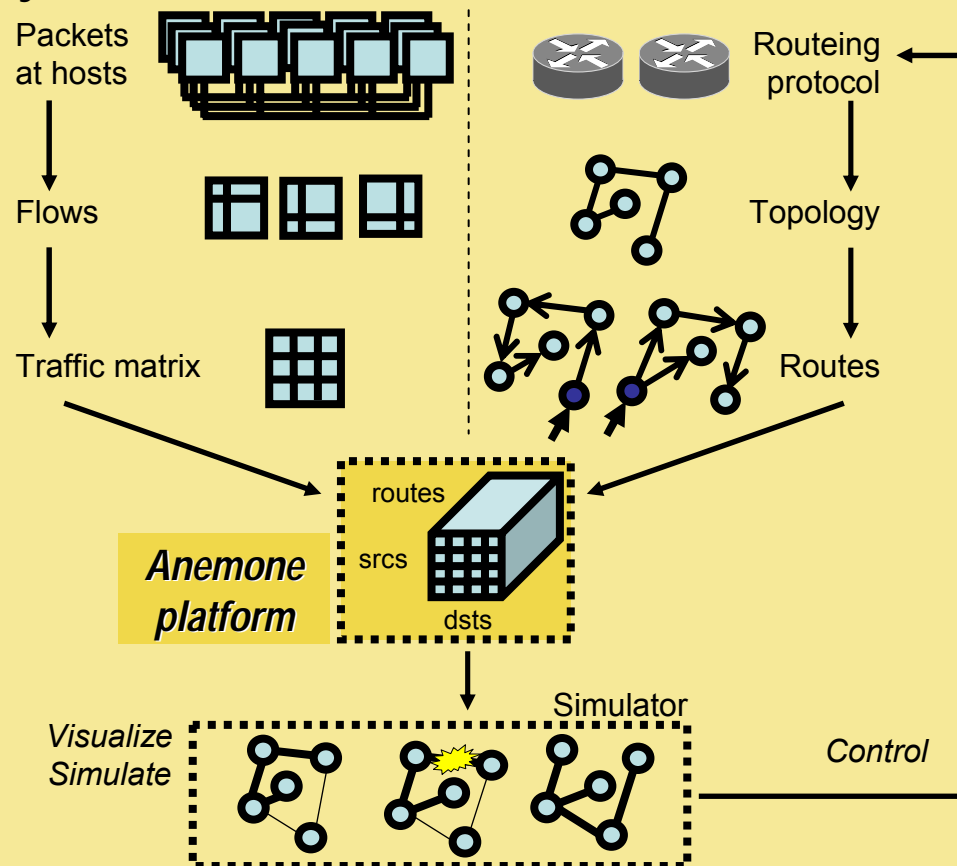 Packets
at hosts
Routeing
protocol
Flows
Topology
Traffic matrix
Routes
routes
srcs
dsts
Anemone
platform
Simulator
Visualize
Simulate
Control